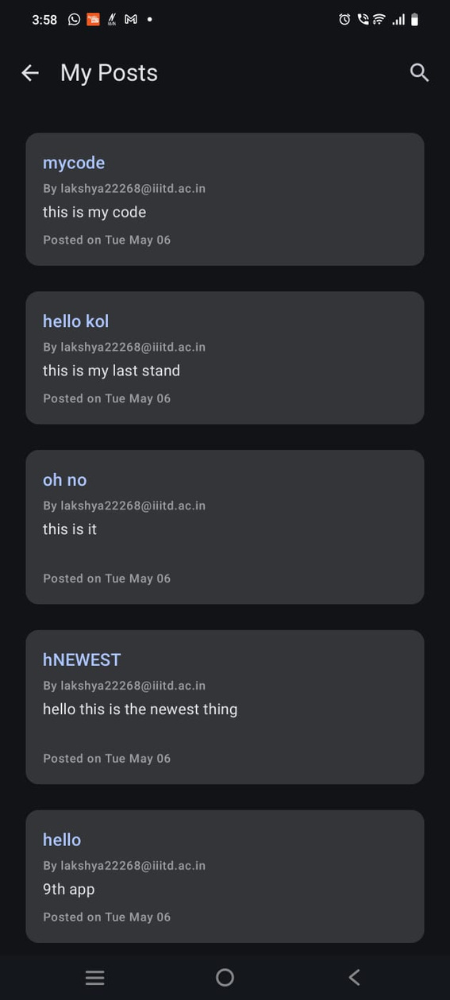 3:58
My Posts
mycode
By lakshya22268@iiitd.ac.in
this is my code
Posted on Tue May 06
hello kol
By lakshya22268@iiitd.ac.in
this is my last stand
Posted on Tue May 06
oh no
By lakshya22268@iiitd.ac.in
this is it
Posted on Tue May 06
hNEWEST
By lakshya22268@iiitd.ac.in
hello this is the newest thing
Posted on Tue May 06
hello
By lakshya22268@iiitd.ac.in
9th app
Posted on Tue May 06